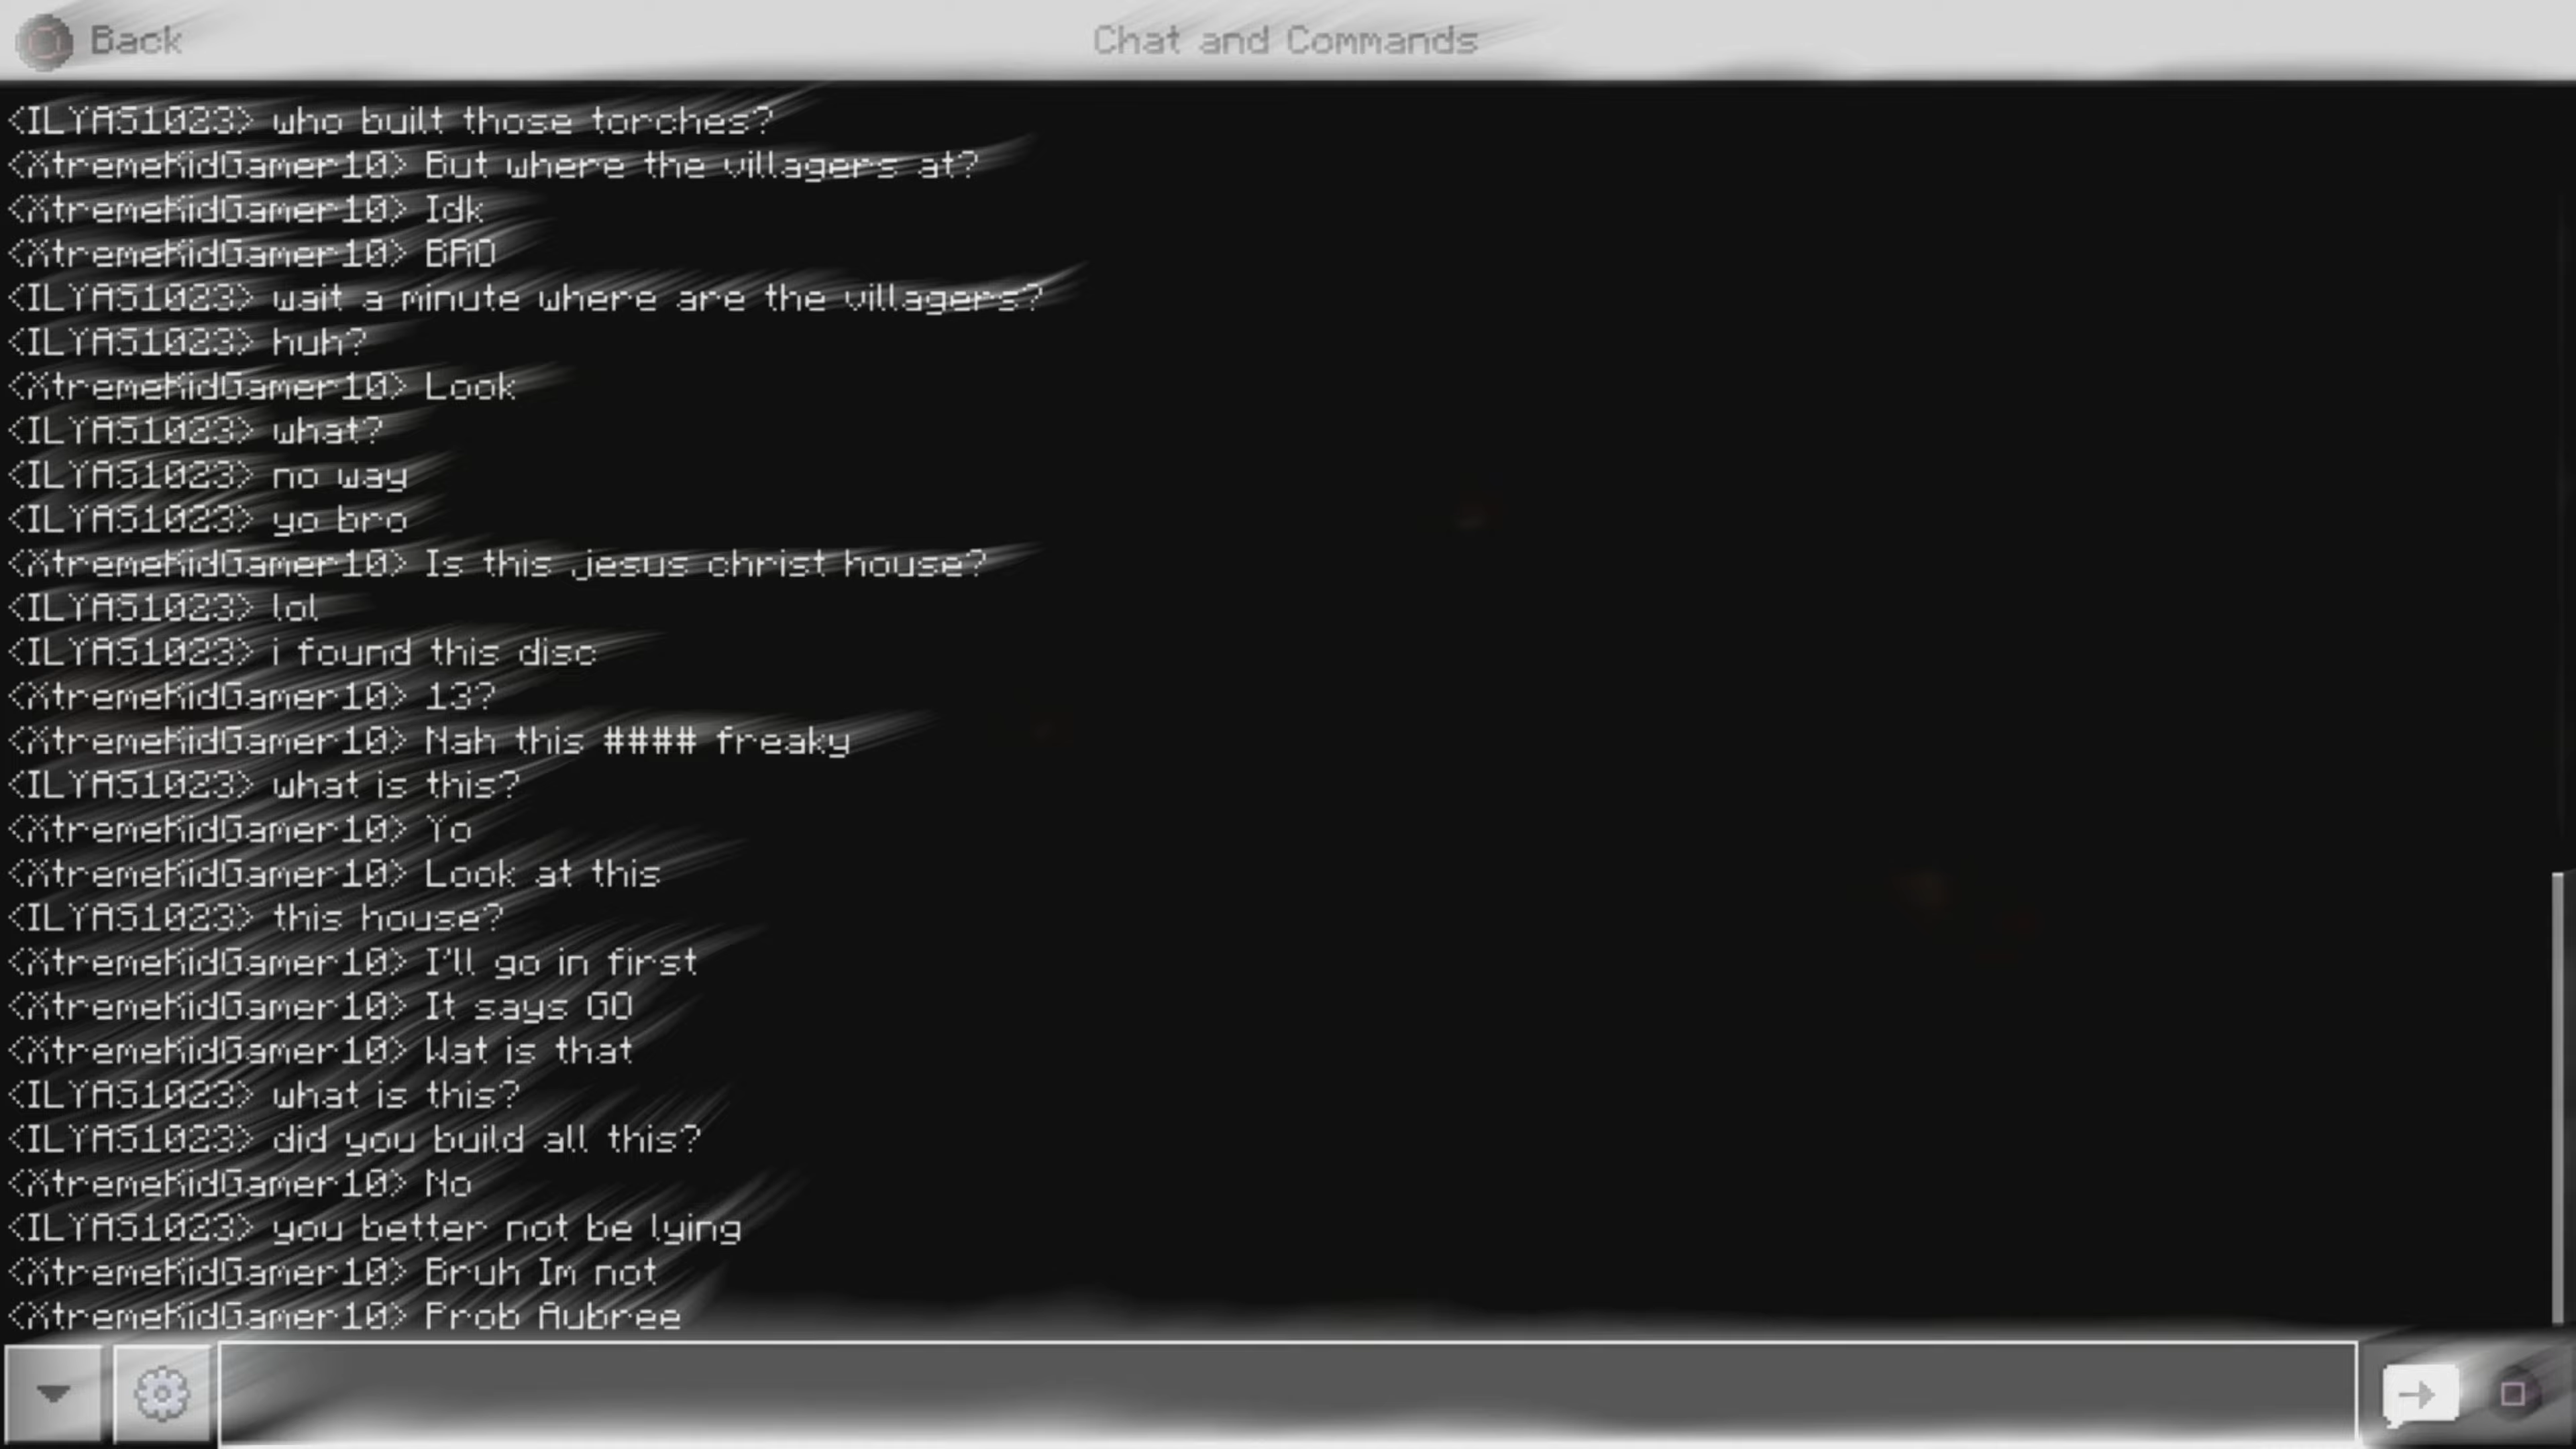 Back
Chat and Commands
<ILYA51023> who built those torches?
<XtremeKidGamer10> But where the villagers at?
<XtremeKidGamer10> Idk
<XtremeKidGamer10> BRO
<ILYA51023> wait a minute where are the villagers?
<ILYA51023> huh?
<XtremeKidGamer10> Look
<ILYA51023> what?
<ILYA51023> no way
<ILYA51023> yo bro
<XtremeKidGamer10> Is this jesus christ house?
<ILYA51023> lol
<ILYA51023> i found this disc
<XtremeKidGamer10> 13?
<XtremeKidGamer10> Nah this #### freaky
<ILYA51023> what is this?
<XtremeKidGamer10> Yo
<XtremeKidGamer10> Look at this
<ILYA51023> this house?
<XtremeKidGamer10> I'll go in first
<XtremeKidGamer10> It says GO
<XtremeKidGamer10> Wat is that
<ILYA51023> what is this?
<ILYA51023> did you build all this?
<XtremeKidGamer10> No
<ILYA51023> you better not be lying
<XtremeKidGamer10> Bruh Im not
<XtremeKidGamer10> Prob Aubree